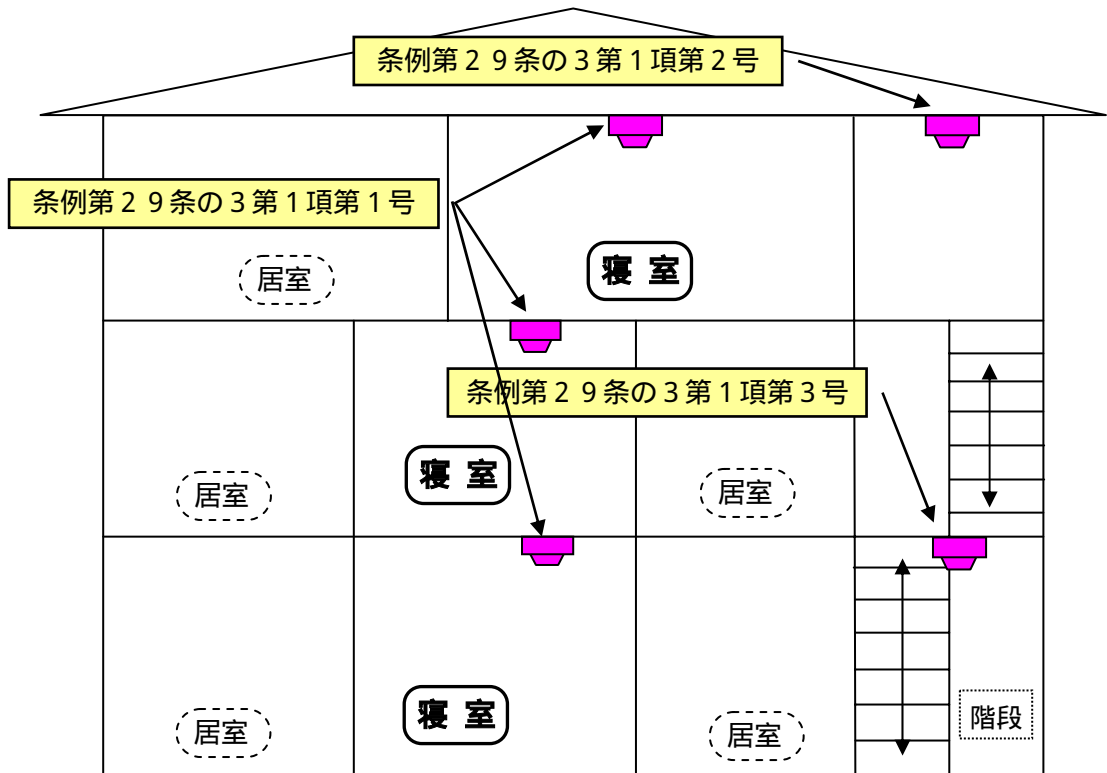 条例第２９条の３第１項第２号
条例第２９条の３第１項第１号
居室
寝 室
条例第２９条の３第１項第３号
居室
寝 室
居室
居室
寝 室
居室
階段